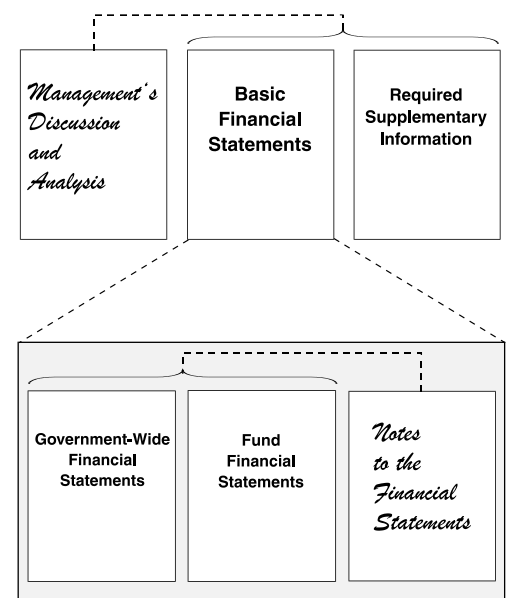 Management's
Discussion
and
Analysis
Basic
Financial
Statements
Required
Supplementary
Information
Government-Wide
Financial
Statements
Fund
Financial
Statements
Notes
to the
Financial
Statements